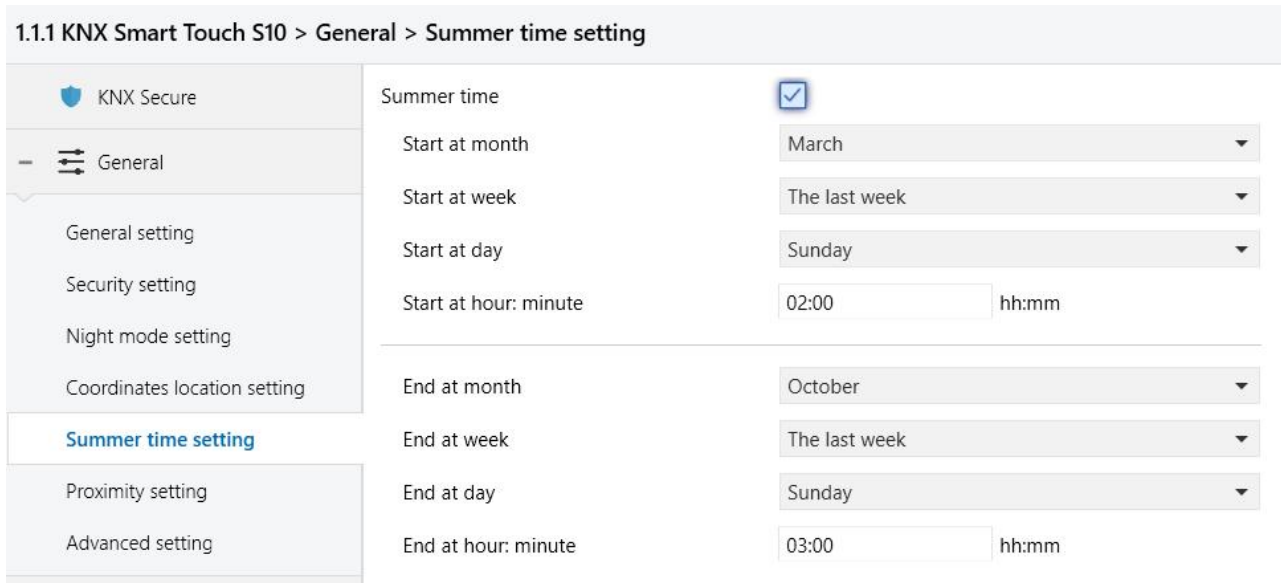 1.1.1 KNX Smart Touch S10 > General > Summer time setting
KNX Secure
General
General setting
Security setting
Night mode setting
Coordinates location setting
Summer time setting
Proximity setting
Advanced setting
Summer time
Start at month March
Start at week The last week
Start at day Sunday
Start at hour: minute 02:00 hh:mm
End at month October
End at week The last week
End at day Sunday
End at hour: minute 03:00 hh:mm